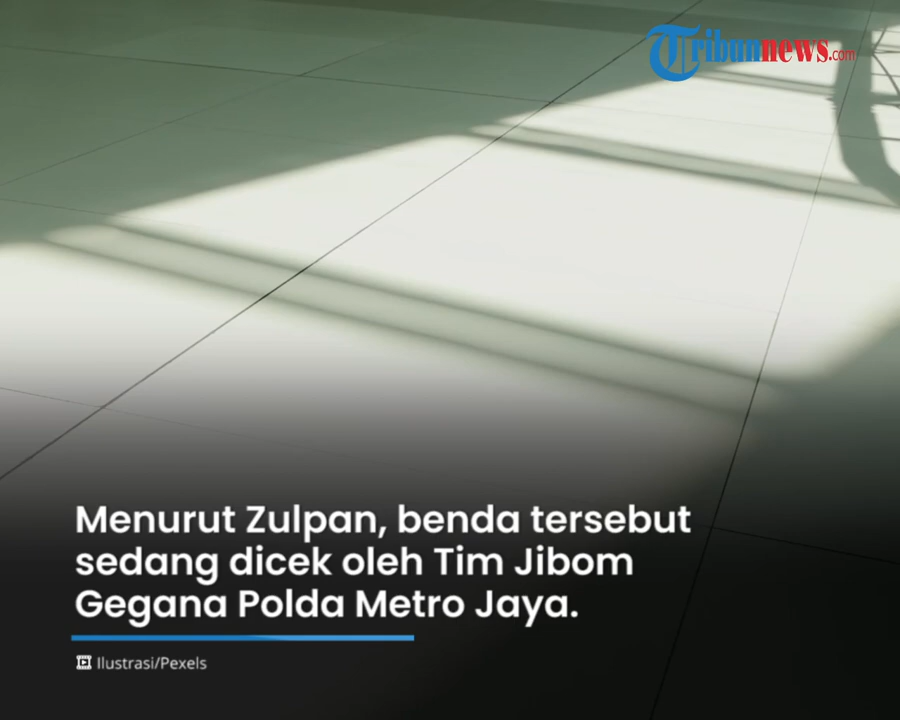 Tribunnews.com
Menurut Zulpan, benda tersebut
sedang dicek oleh Tim Jibom
Gegana Polda Metro Jaya.
Ilustrasi/Pexels